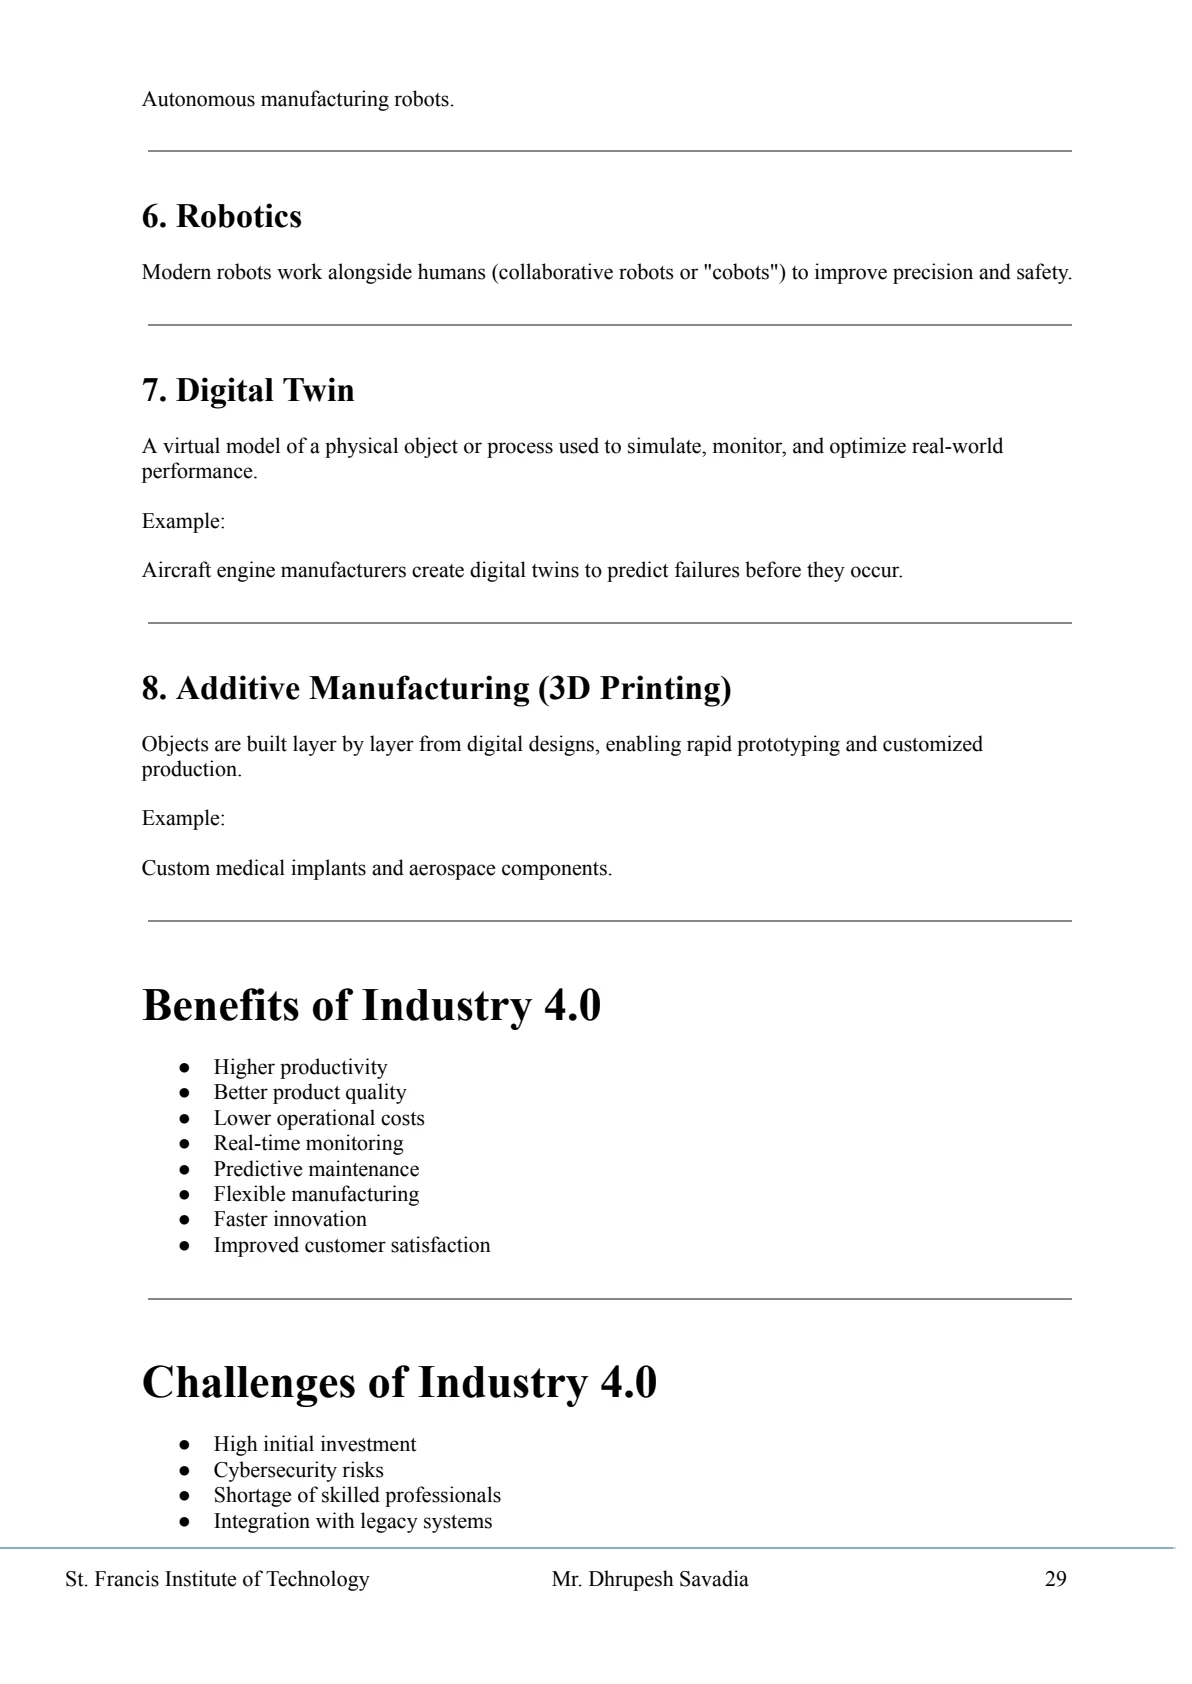 Autonomous manufacturing robots.
6. Robotics
Modern robots work alongside humans (collaborative robots or "cobots") to improve precision and safety.
7. Digital Twin
A virtual model of a physical object or process used to simulate, monitor, and optimize real-world
performance.
Example:
Aircraft engine manufacturers create digital twins to predict failures before they occur.
8. Additive Manufacturing (3D Printing)
Objects are built layer by layer from digital designs, enabling rapid prototyping and customized
production.
Example:
Custom medical implants and aerospace components.
Benefits of Industry 4.0
● Higher productivity
● Better product quality
● Lower operational costs
● Real-time monitoring
● Predictive maintenance
● Flexible manufacturing
● Faster innovation
● Improved customer satisfaction
Challenges of Industry 4.0
● High initial investment
● Cybersecurity risks
● Shortage of skilled professionals
● Integration with legacy systems
St. Francis Institute of Technology Mr. Dhrupesh Savadia 29